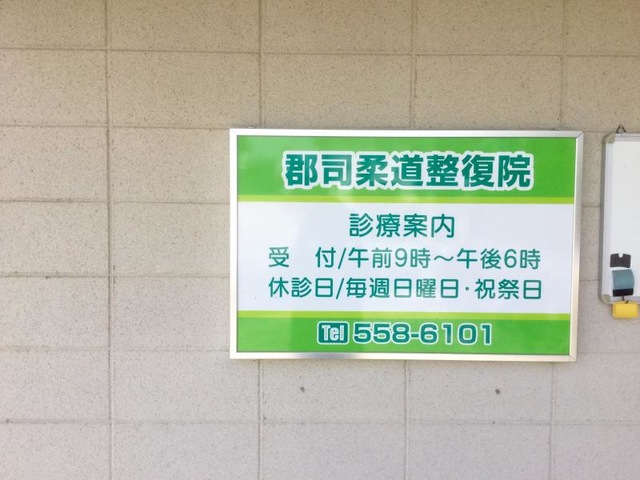 郡司柔道整復院
診療案内
受　付/午前9時～午後6時
休診日/毎週日曜日・祝祭日
Tel 558-6101